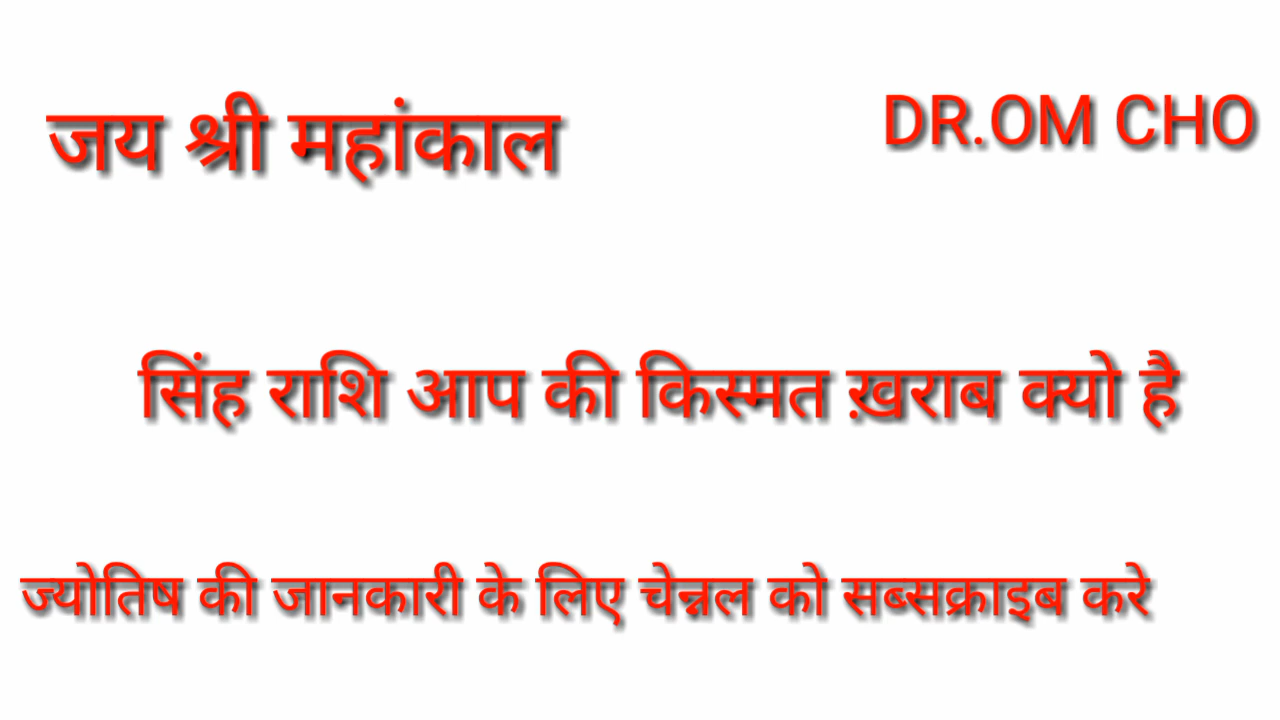 जय श्री महांकाल
DR.OM CHO
सिंह राशि आप की किस्मत ख़राब क्यो है
ज्योतिष की जानकारी के लिए चेन्नल को सब्सक्राइब करे